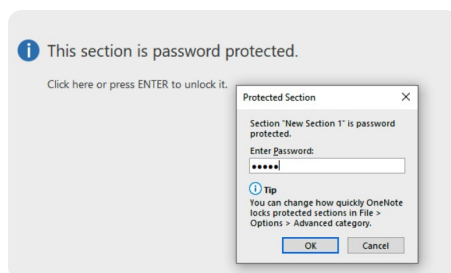 This section is password protected.
Click here or press ENTER to unlock it.
Protected Section
Section "New Section 1" is password
protected.
Enter Password:
●●●●●
Tip
You can change how quickly OneNote
locks protected sections in File >
Options > Advanced category.
OK Cancel